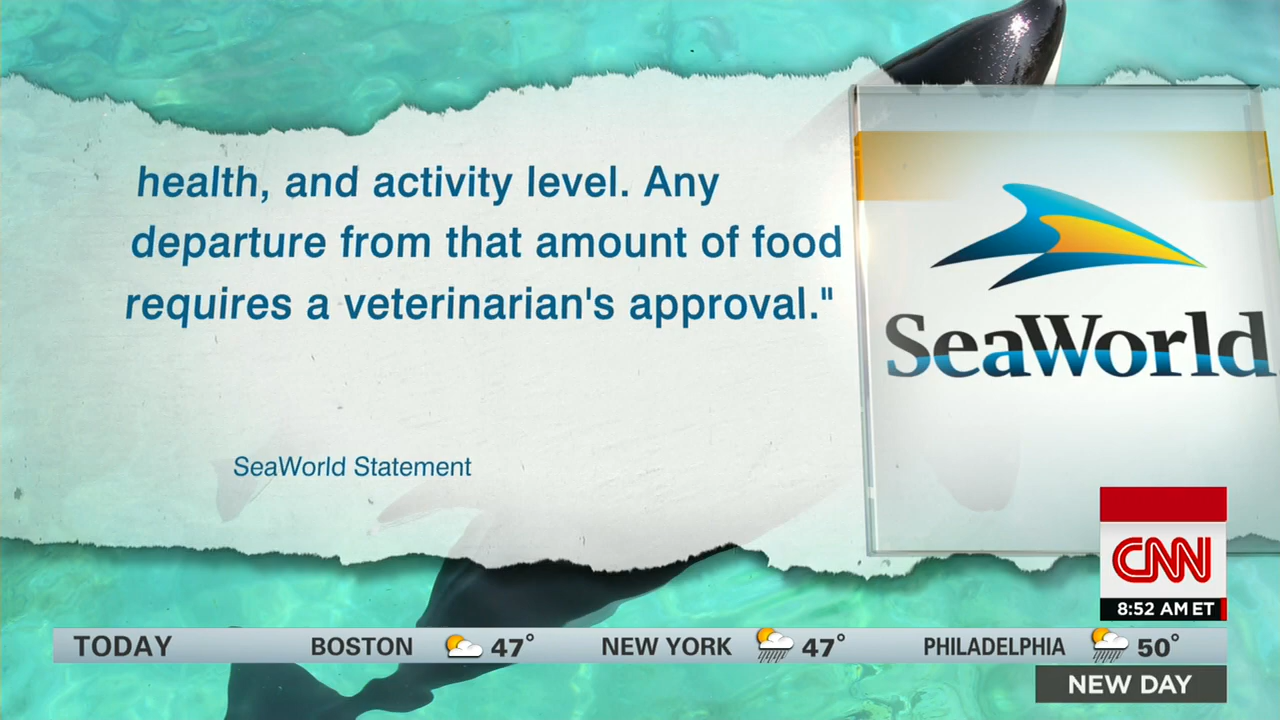 health, and activity level. Any
departure from that amount of food
requires a veterinarian's approval."
SeaWorld Statement
SeaWorld
CNN
8:52 AM ET
TODAY BOSTON 47° NEW YORK 47° PHILADELPHIA 50°
NEW DAY